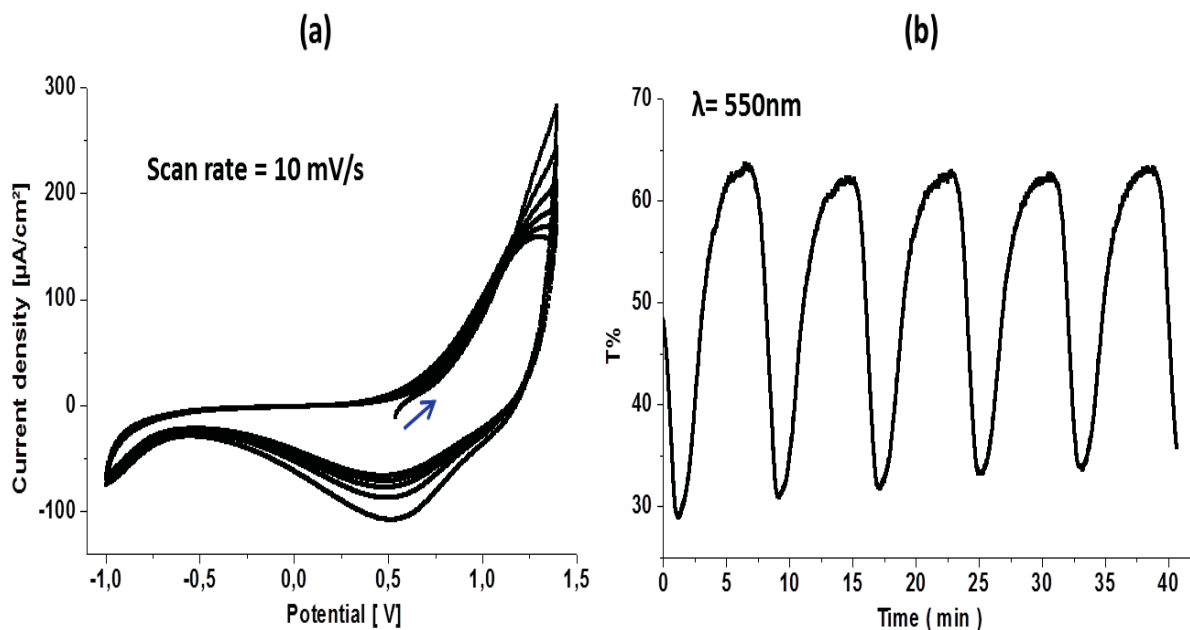 (a)
300
200
100
0
-100
Current density [µA/cm²]
Scan rate = 10 mV/s
-1,0 -0,5 0,0 0,5 1,0 1,5
Potential [ V]
(b)
70
60
50
40
30
T%
λ= 550nm
0 5 10 15 20 25 30 35 40
Time ( min )